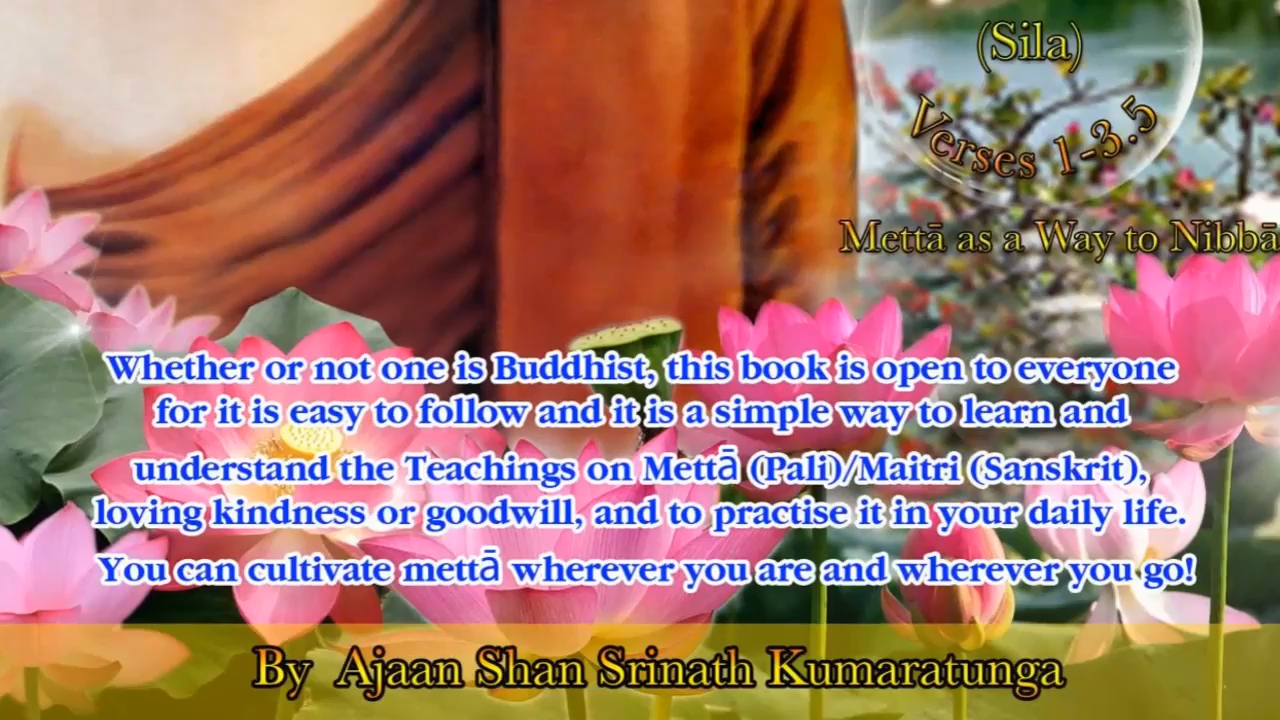 (Sila)
Verses 1-3.5
Mettā as a Way to Nibbā
Whether or not one is Buddhist, this book is open to everyone
for it is easy to follow and it is a simple way to learn and
understand the Teachings on Mettā (Pali)/Maitri (Sanskrit),
loving kindness or goodwill, and to practise it in your daily life.
You can cultivate mettā wherever you are and wherever you go!
By Ajaan Shan Srinath Kumaratunga